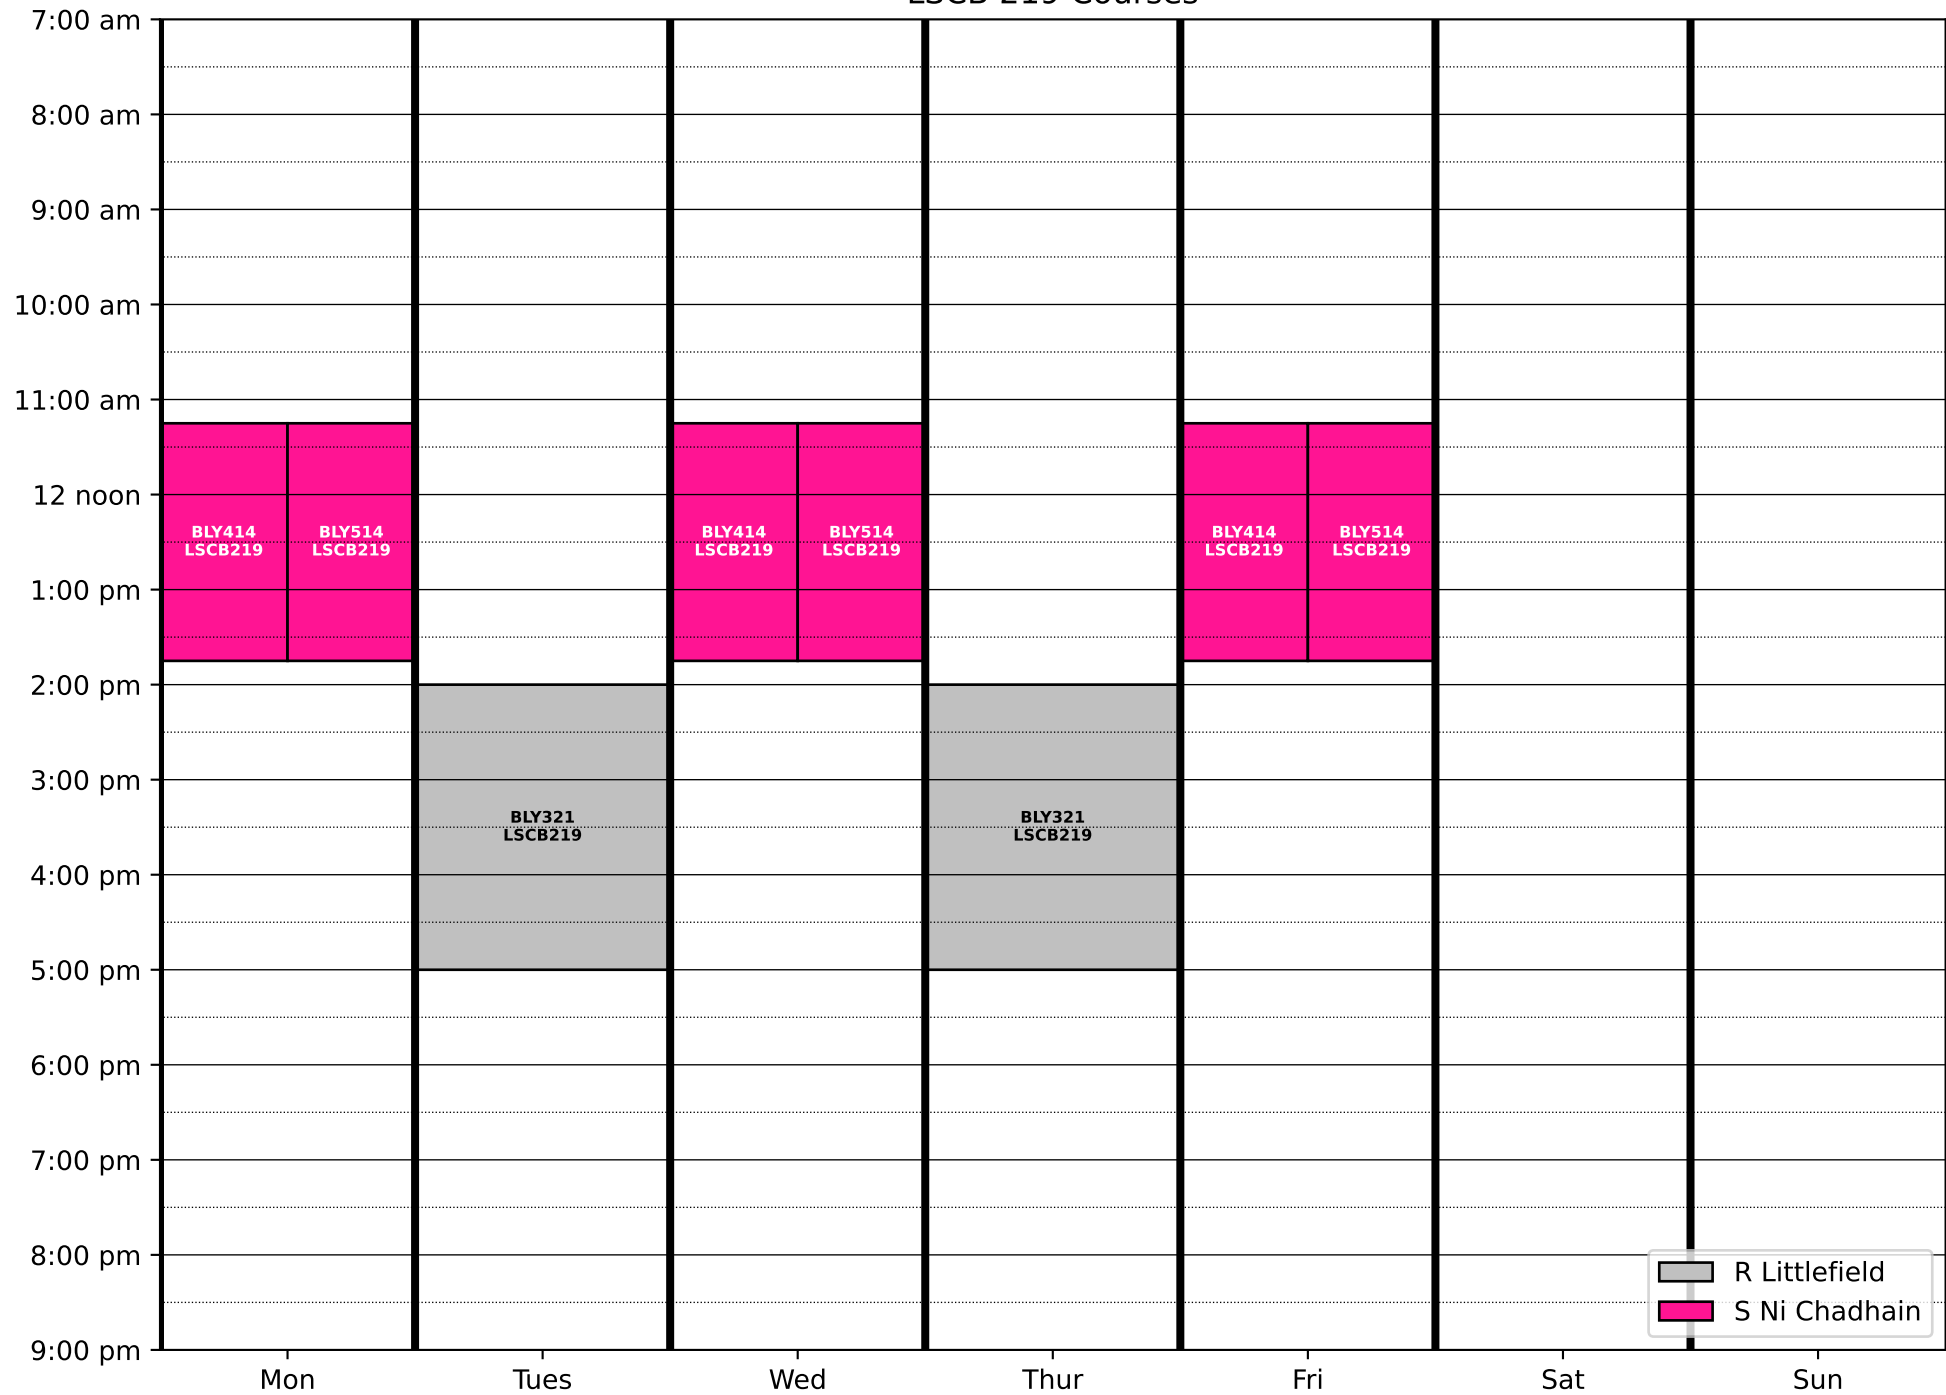 LSCB 219 Courses
7:00 am
8:00 am
9:00 am
10:00 am
11:00 am
12 noon
1:00 pm
2:00 pm
3:00 pm
4:00 pm
5:00 pm
6:00 pm
7:00 pm
8:00 pm
9:00 pm
BLY414
LSCB219
BLY514
LSCB219
BLY414
LSCB219
BLY514
LSCB219
BLY414
LSCB219
BLY514
LSCB219
BLY321
LSCB219
BLY321
LSCB219
R Littlefield
S Ni Chadhain
Mon
Tues
Wed
Thur
Fri
Sat
Sun